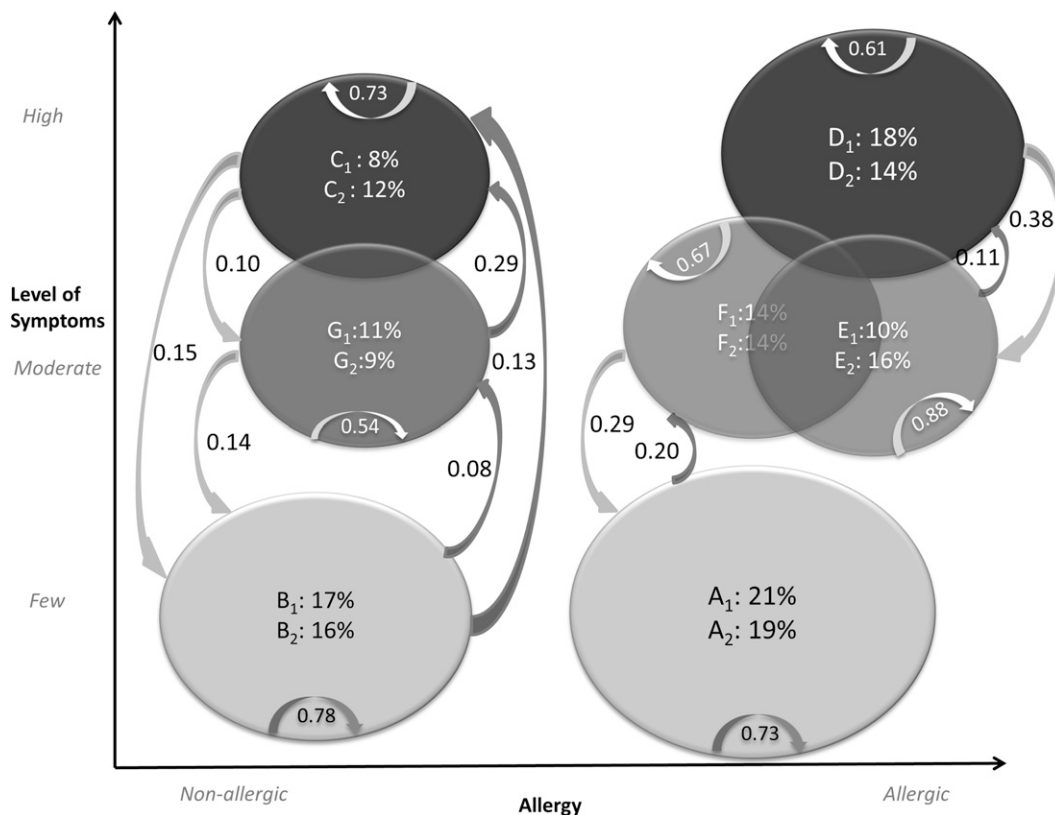 High
0.73
C₁ : 8%
C₂ : 12%
0.61
D₁: 18%
D₂: 14%
0.38
0.10
0.29
0.67
0.11
Level of
Symptoms
Moderate
0.15
G₁:11%
G₂:9%
0.13
F₁:14%
F₂:14%
E₁:10%
E₂: 16%
0.14
0.54
0.08
0.29
0.20
0.88
Few
B₁: 17%
B₂: 16%
0.78
A₁: 21%
A₂: 19%
0.73
Non-allergic
Allergy
Allergic